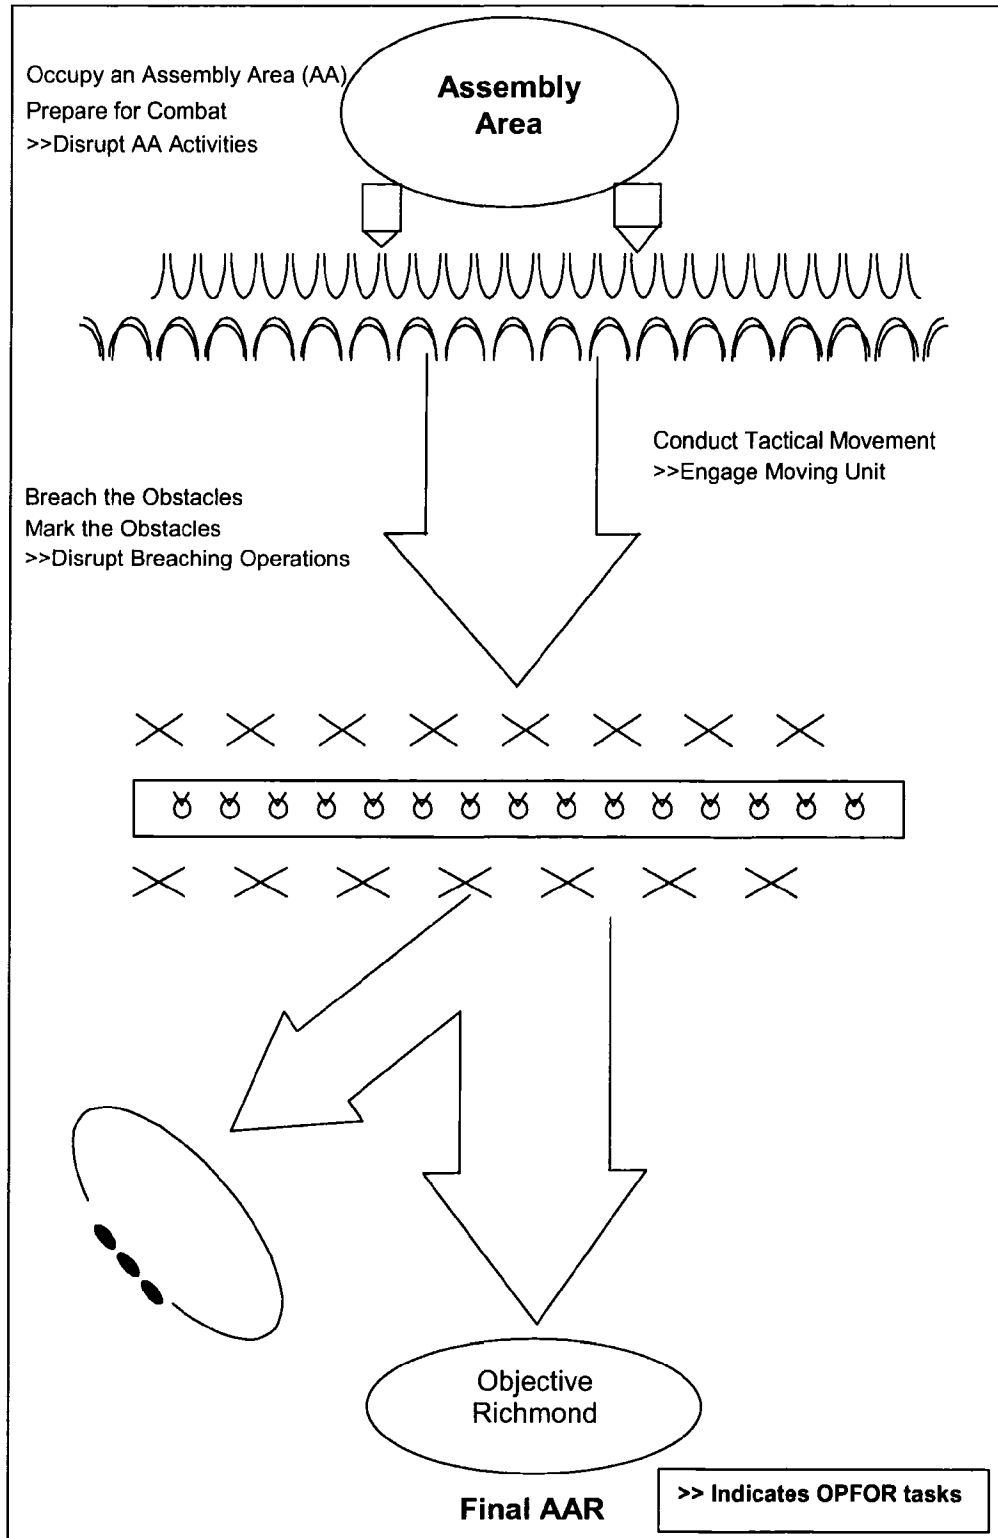 Occupy an Assembly Area (AA)
Prepare for Combat
>>Disrupt AA Activities
Assembly
Area
Conduct Tactical Movement
>>Engage Moving Unit
Breach the Obstacles
Mark the Obstacles
>>Disrupt Breaching Operations
Objective
Richmond
Final AAR
>> Indicates OPFOR tasks